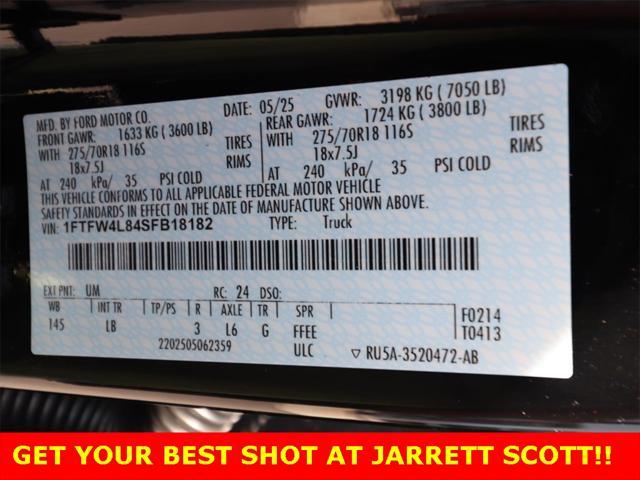 MFD. BY FORD MOTOR CO. DATE: 05/25 GVWR: 3198 KG ( 7050 LB)
FRONT GAWR: 1633 KG ( 3600 LB) REAR GAWR: 1724 KG ( 3800 LB)
WITH 275/70R18 116S TIRES WITH 275/70R18 116S TIRES
18x7.5J RIMS 18x7.5J RIMS
AT 240 kPa/ 35 PSI COLD AT 240 kPa/ 35 PSI COLD
THIS VEHICLE CONFORMS TO ALL APPLICABLE FEDERAL MOTOR VEHICLE
SAFETY STANDARDS IN EFFECT ON THE DATE OF MANUFACTURE SHOWN ABOVE.
VIN: 1FTFW4L84SFB18182 TYPE: Truck
EXT PNT: UM RC: 24 DSO:
WB INT TR TP/PS R AXLE TR SPR F0214
145 LB 3 L6 G FFEE T0413
2202505062359 ULC ▽ RU5A-3520472-AB
GET YOUR BEST SHOT AT JARRETT SCOTT!!